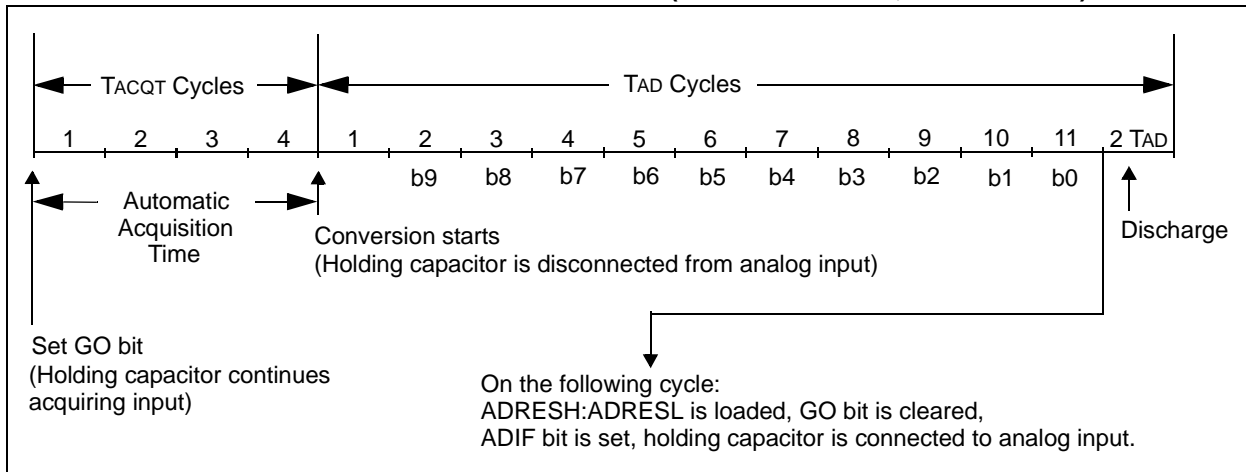 TACQT Cycles
TAD Cycles
1 2 3 4 1 2 3 4 5 6 7 8 9 10 11 2 TAD
b9 b8 b7 b6 b5 b4 b3 b2 b1 b0
Automatic
Acquisition
Time
Conversion starts
(Holding capacitor is disconnected from analog input)
Discharge
Set GO bit
(Holding capacitor continues
acquiring input)
On the following cycle:
ADRESH:ADRESL is loaded, GO bit is cleared,
ADIF bit is set, holding capacitor is connected to analog input.